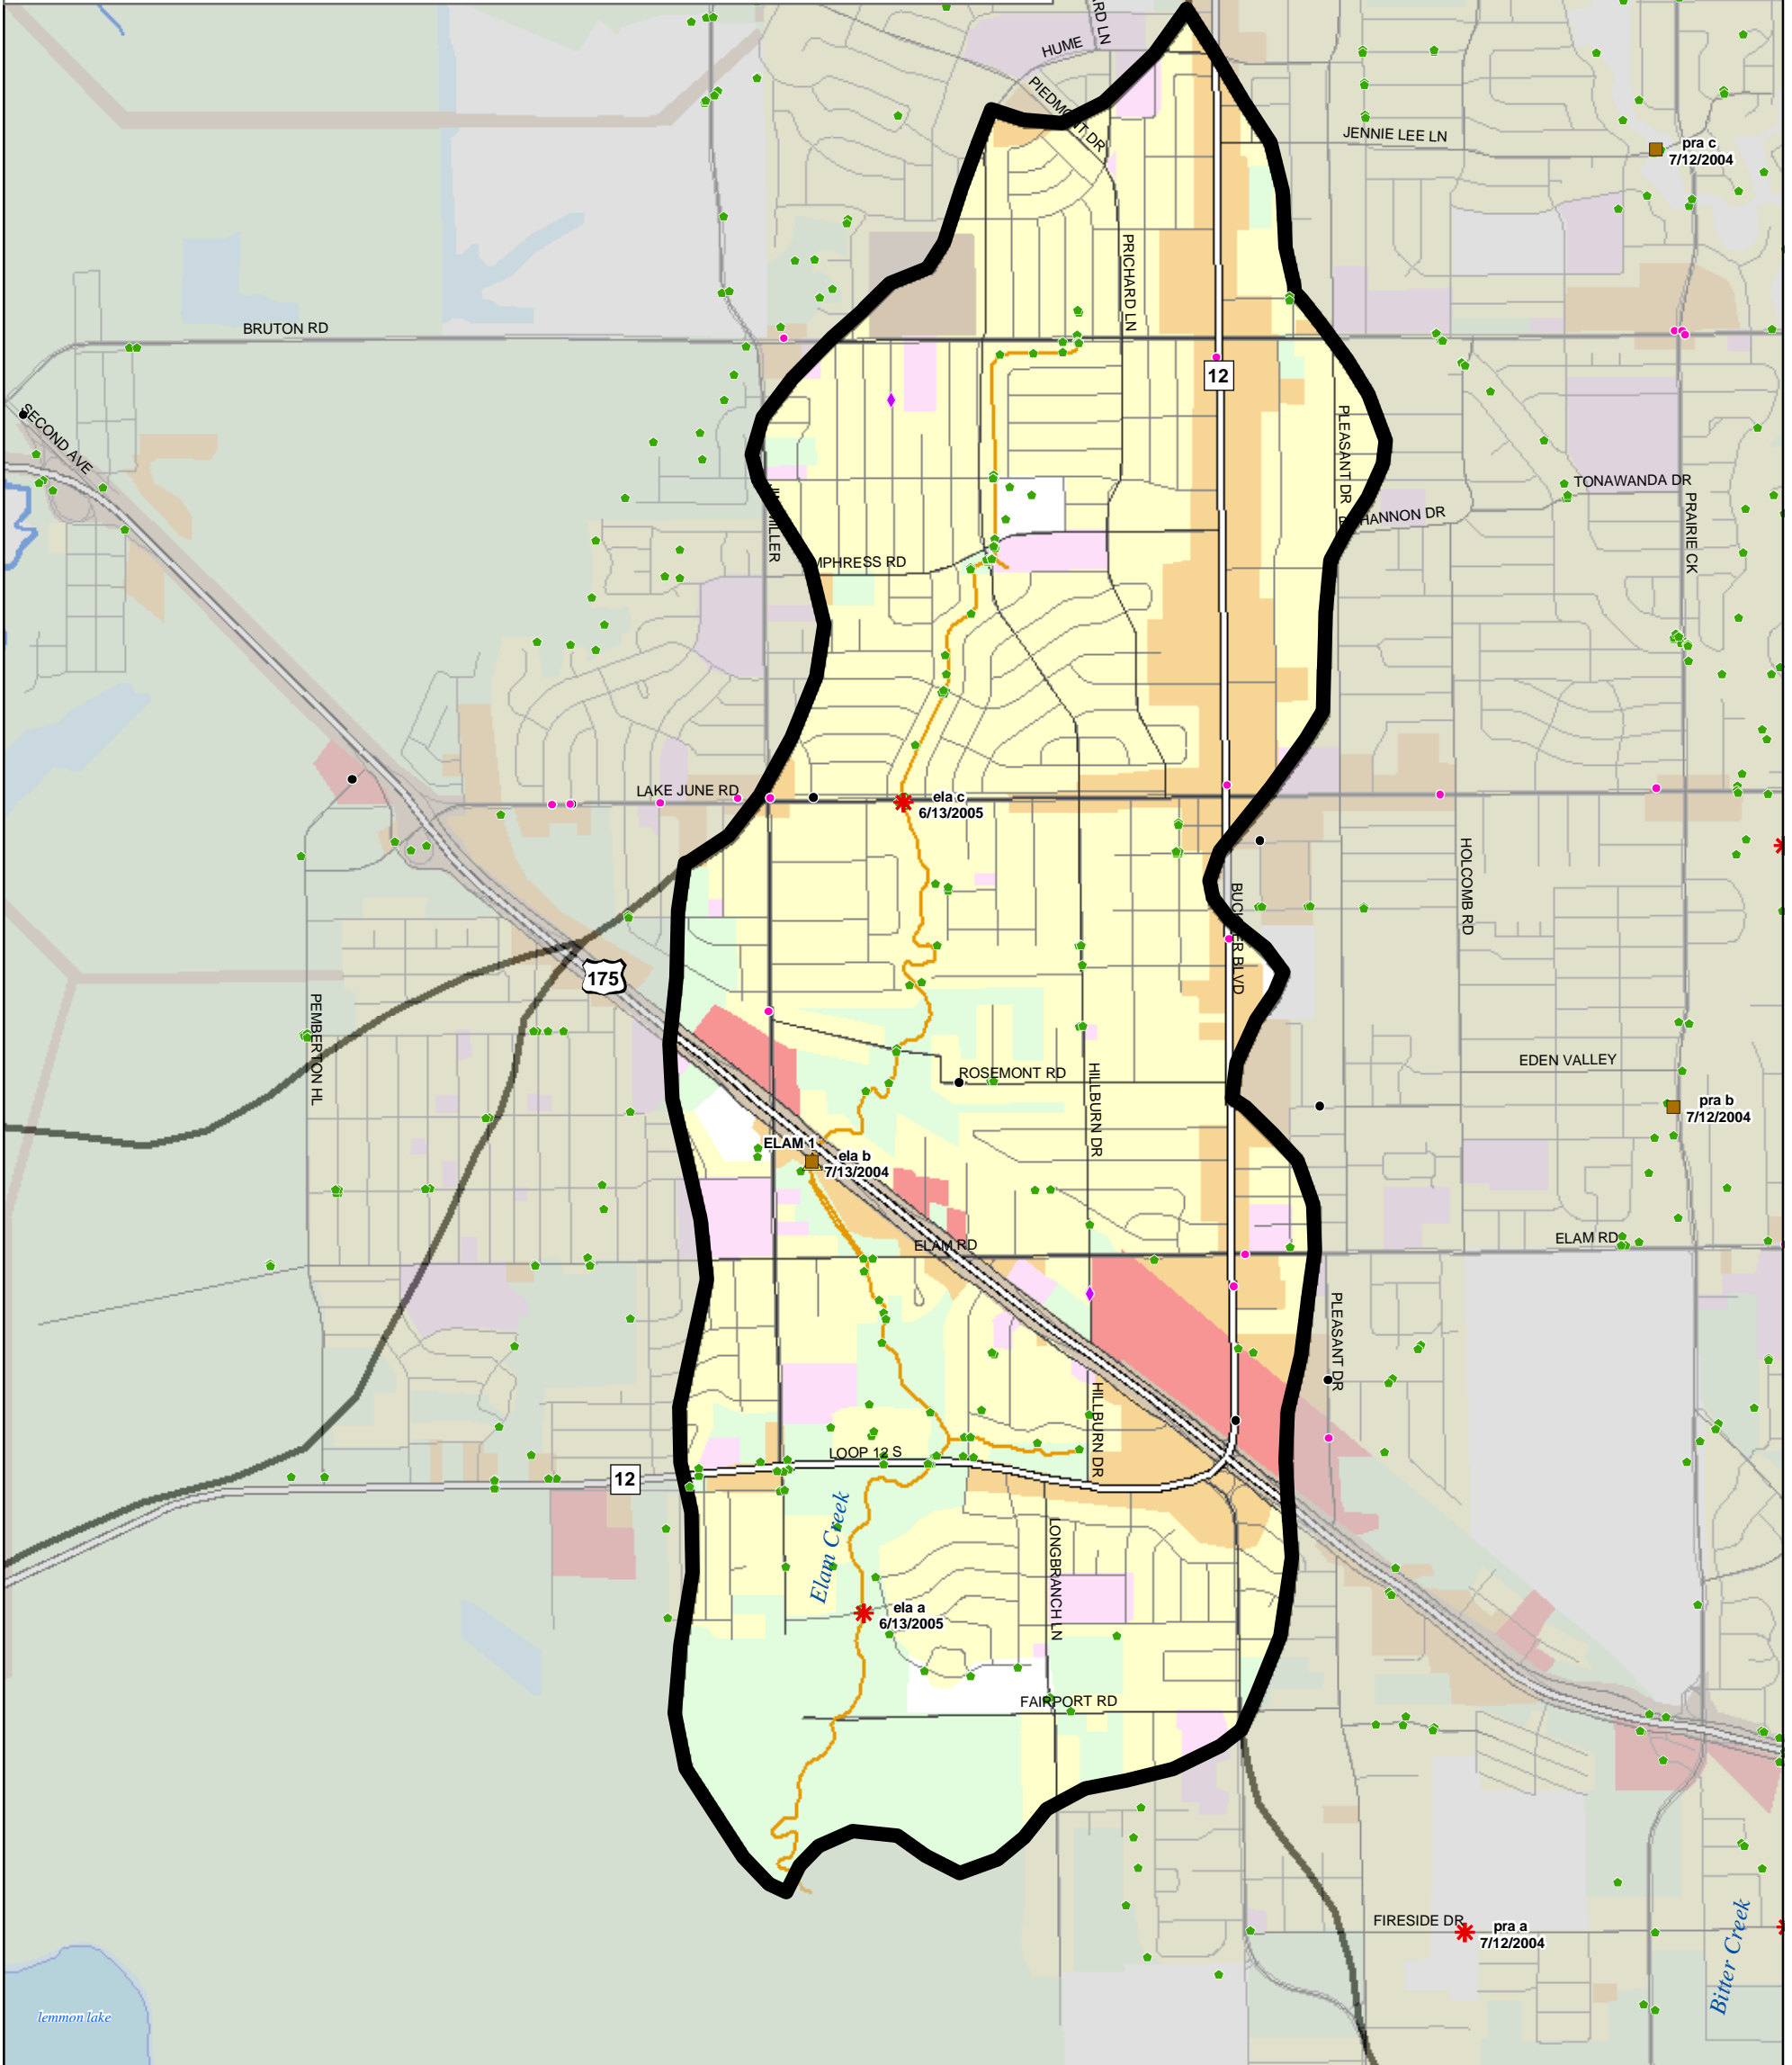 HUME
RD LN
PIEDMONT DR
JENNIE LEE LN
pra c
7/12/2004
PRICHARD LN
BRUTON RD
12
SECOND AVE
PLEASANT DR
TONAWANDA DR
HANNON DR
PRAIRIE CK
MPHRESS RD
LAKE JUNE RD
ela c
6/13/2005
HOLCOMB RD
175
PEMBERTON HL
ROSEMONT RD
HILLBURN DR
EDEN VALLEY
pra b
7/12/2004
ELAM 1
ela b
7/13/2004
ELAM RD
ELAM RD
PLEASANT DR
HILLBURN DR
LOOP 12 S
12
Elam Creek
LONGBRANCH LN
ela a
6/13/2005
FAIRPORT RD
FIRESIDE DR
pra a
7/12/2004
Bitter Creek
lemmon lake